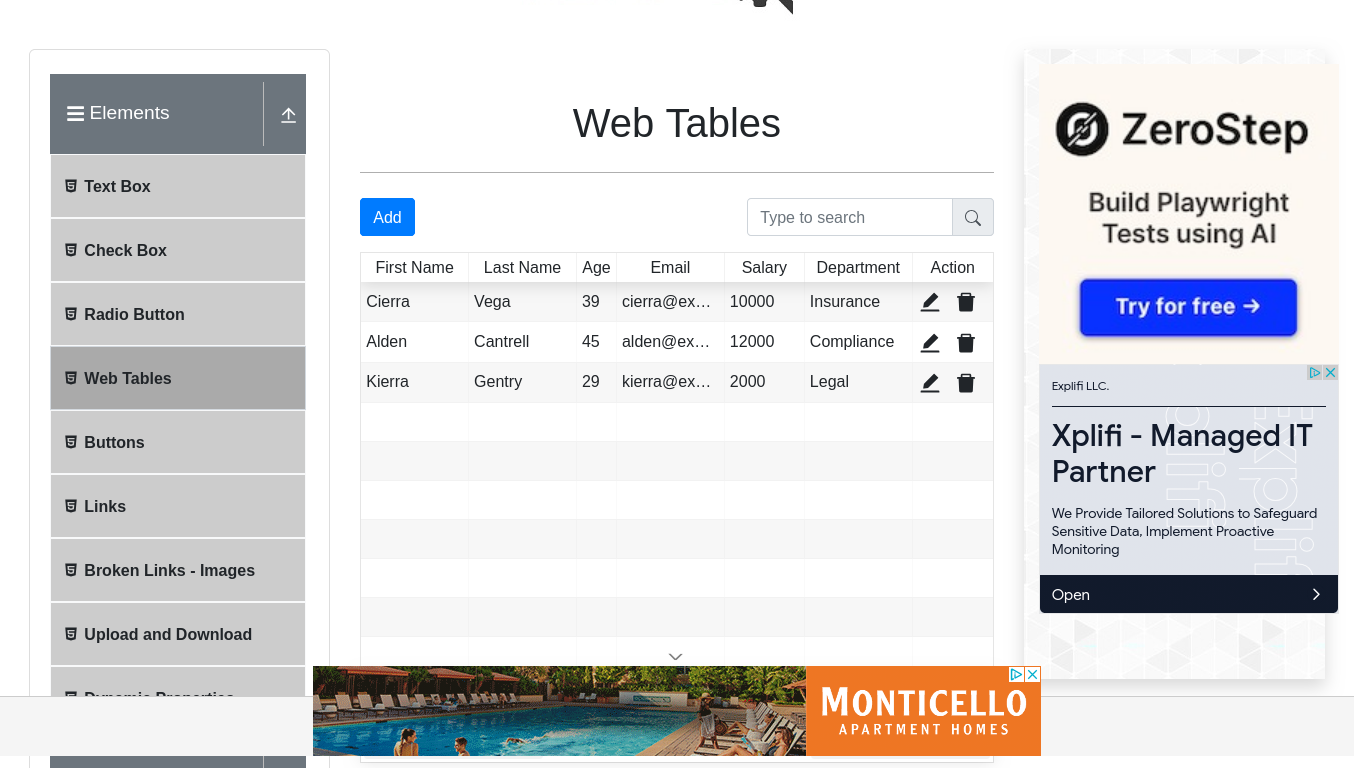 Elements
Text Box
Check Box
Radio Button
Web Tables
Buttons
Links
Broken Links - Images
Upload and Download
Dynamic Properties
Web Tables
Add
Type to search
First Name Last Name Age Email Salary Department Action
Cierra Vega 39 cierra@ex… 10000 Insurance
Alden Cantrell 45 alden@ex… 12000 Compliance
Kierra Gentry 29 kierra@ex… 2000 Legal
ZeroStep
Build Playwright
Tests using AI
Try for free →
Explifi LLC.
Xplifi - Managed IT
Partner
We Provide Tailored Solutions to Safeguard
Sensitive Data, Implement Proactive
Monitoring
Open
MONTICELLO
APARTMENT HOMES